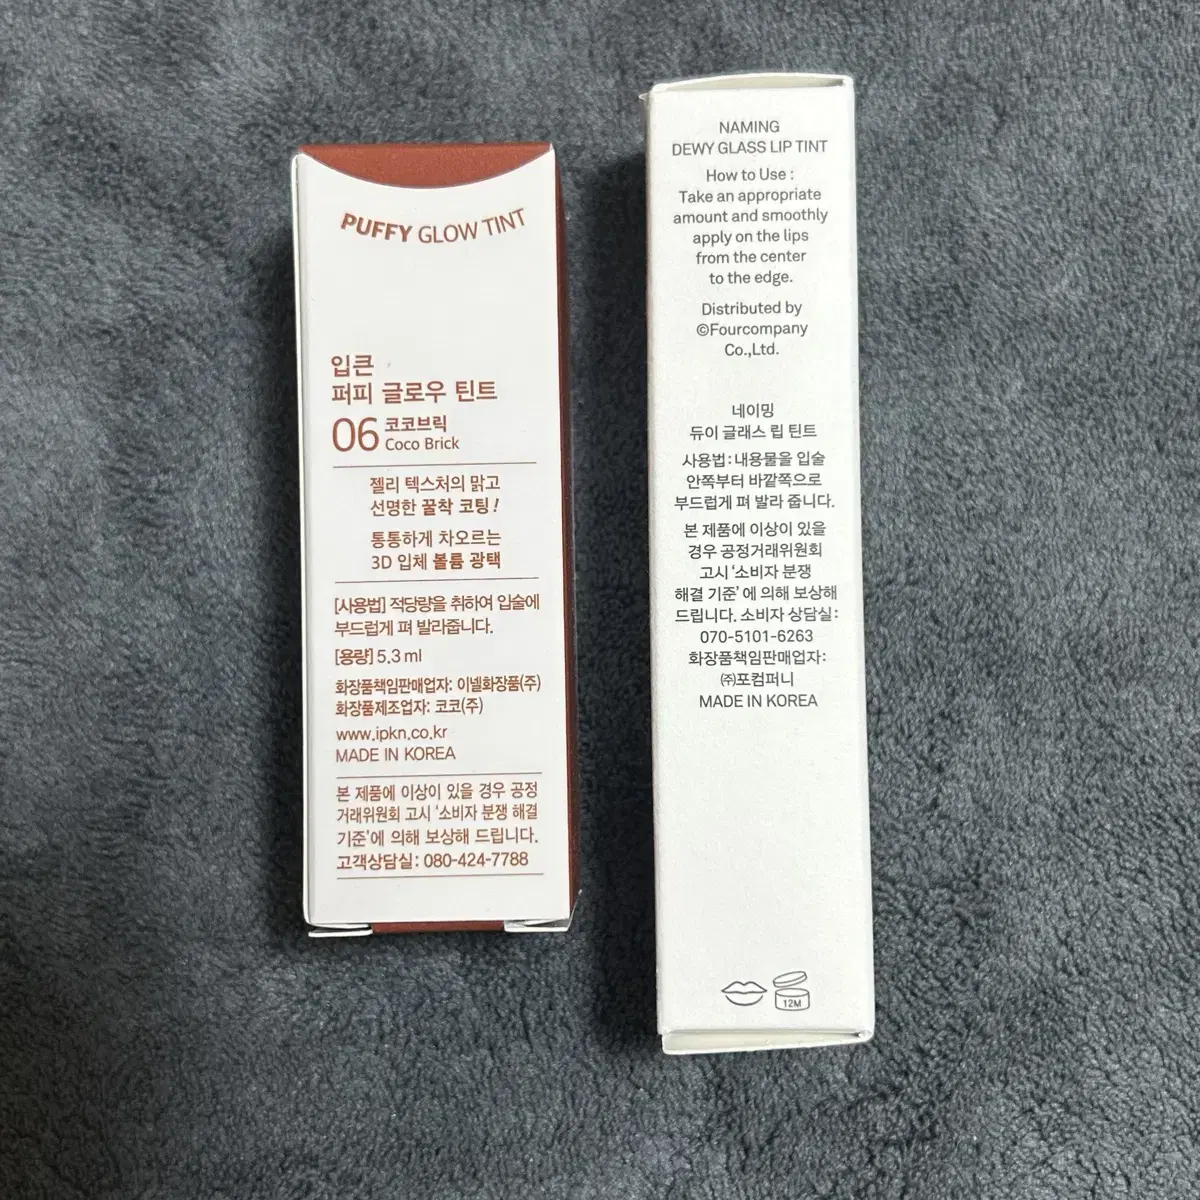 PUFFY GLOW TINT
입큰
퍼피 글로우 틴트
06 코코브릭
Coco Brick
젤리 텍스처의 맑고
선명한 꿀착 코팅!
통통하게 차오르는
3D 입체 볼륨 광택
[사용법] 적당량을 취하여 입술에
부드럽게 펴 발라줍니다.
[용량] 5.3 ml
화장품책임판매업자: 이넬화장품(주)
화장품제조업자: 코코(주)
www.ipkn.co.kr
MADE IN KOREA
본 제품에 이상이 있을 경우 공정
거래위원회 고시 '소비자 분쟁 해결
기준'에 의해 보상해 드립니다.
고객상담실: 080-424-7788
NAMING
DEWY GLASS LIP TINT
How to Use :
Take an appropriate
amount and smoothly
apply on the lips
from the center
to the edge.
Distributed by
©Fourcompany
Co.,Ltd.
네이밍
듀이 글래스 립 틴트
사용법: 내용물을 입술
안쪽부터 바깥쪽으로
부드럽게 펴 발라 줍니다.
본 제품에 이상이 있을
경우 공정거래위원회
고시 '소비자 분쟁
해결 기준' 에 의해 보상해
드립니다. 소비자 상담실:
070-5101-6263
화장품책임판매업자:
㈜포컴퍼니
MADE IN KOREA
12M